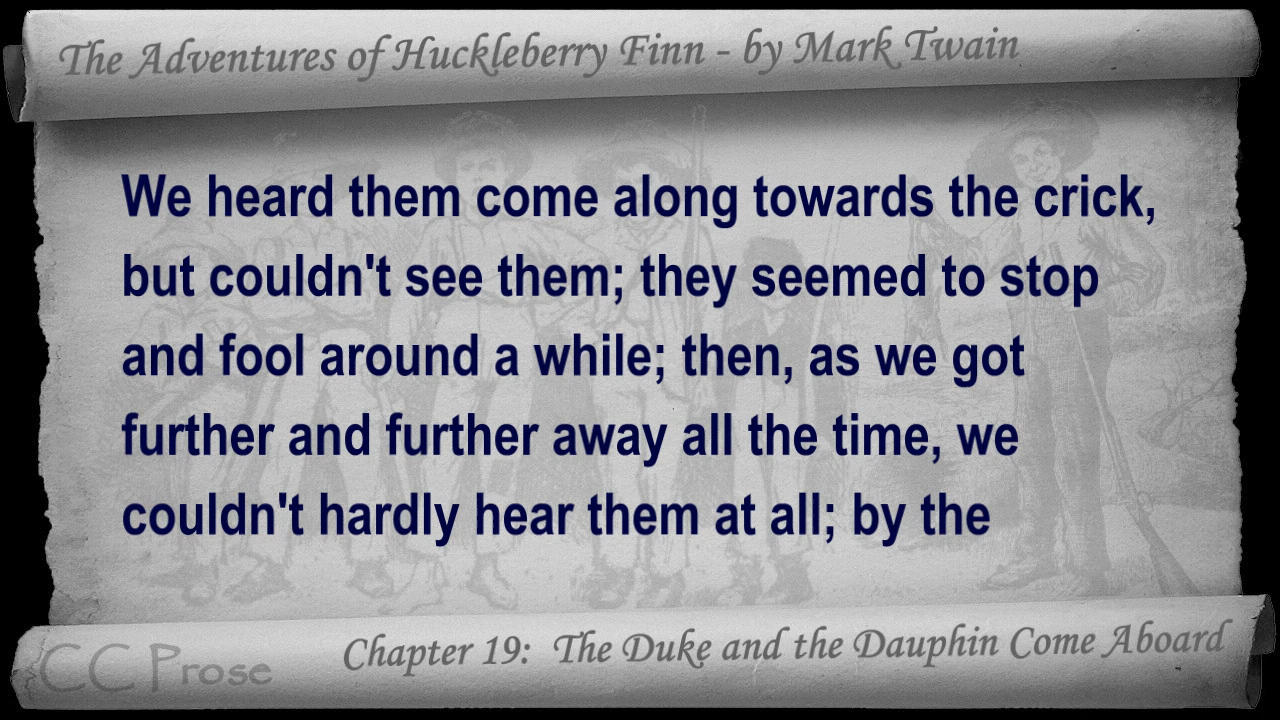 The Adventures of Huckleberry Finn - by Mark Twain
We heard them come along towards the crick,
but couldn't see them; they seemed to stop
and fool around a while; then, as we got
further and further away all the time, we
couldn't hardly hear them at all; by the
Chapter 19: The Duke and the Dauphin Come Aboard
CC Prose